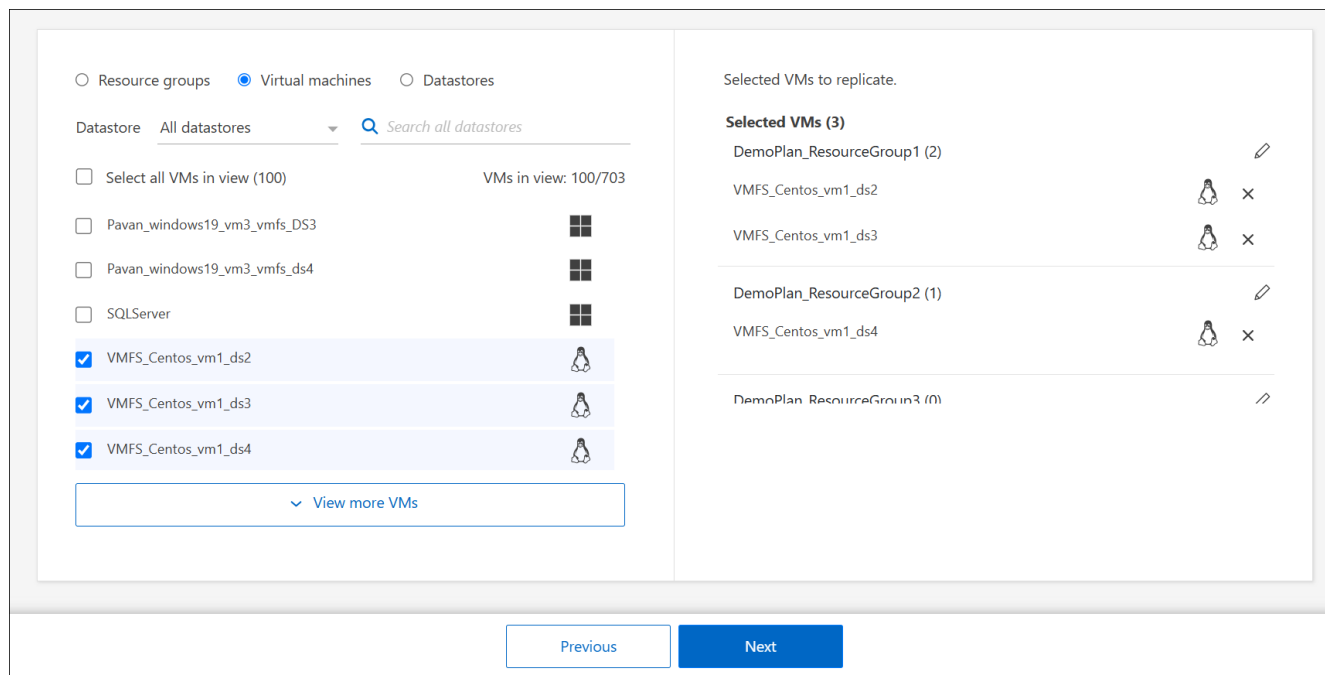 Resource groups Virtual machines Datastores
Datastore All datastores Search all datastores
Select all VMs in view (100) VMs in view: 100/703
Pavan_windows19_vm3_vmfs_DS3
Pavan_windows19_vm3_vmfs_ds4
SQLServer
VMFS_Centos_vm1_ds2
VMFS_Centos_vm1_ds3
VMFS_Centos_vm1_ds4
View more VMs
Selected VMs to replicate.
Selected VMs (3)
DemoPlan_ResourceGroup1 (2)
VMFS_Centos_vm1_ds2
VMFS_Centos_vm1_ds3
DemoPlan_ResourceGroup2 (1)
VMFS_Centos_vm1_ds4
DemoPlan_ResourceGroup3 (0)
Previous Next